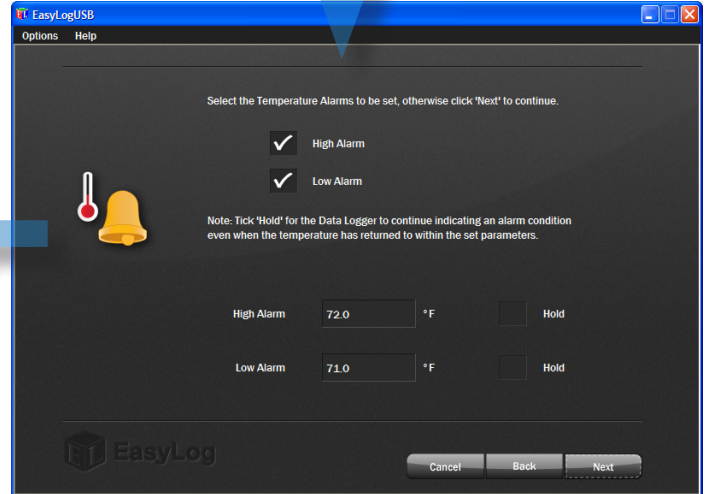 EasyLogUSB
Options Help
Select the Temperature Alarms to be set, otherwise click 'Next' to continue.
High Alarm
Low Alarm
Note: Tick 'Hold' for the Data Logger to continue indicating an alarm condition
even when the temperature has returned to within the set parameters.
High Alarm 72.0 °F Hold
Low Alarm 71.0 °F Hold
EL EasyLog
Cancel Back Next